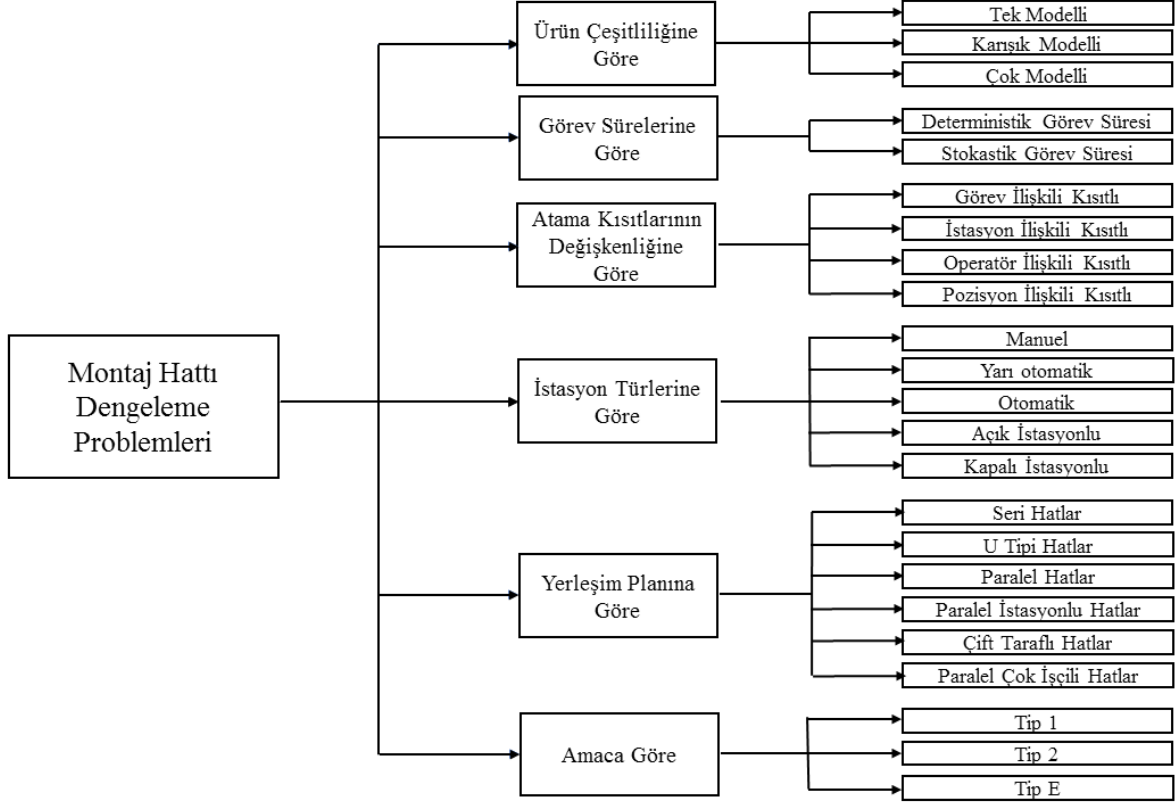 Montaj Hattı
Dengeleme
Problemleri
Ürün Çeşitliliğine
Göre
Tek Modelli
Karışık Modelli
Çok Modelli
Görev Sürelerine
Göre
Deterministik Görev Süresi
Stokastik Görev Süresi
Atama Kısıtlarının
Değişkenliğine
Göre
Görev İlişkili Kısıtlı
İstasyon İlişkili Kısıtlı
Operatör İlişkili Kısıtlı
Pozisyon İlişkili Kısıtlı
İstasyon Türlerine
Göre
Manuel
Yarı otomatik
Otomatik
Açık İstasyonlu
Kapalı İstasyonlu
Yerleşim Planına
Göre
Seri Hatlar
U Tipi Hatlar
Paralel Hatlar
Paralel İstasyonlu Hatlar
Çift Taraflı Hatlar
Paralel Çok İşçili Hatlar
Amaca Göre
Tip 1
Tip 2
Tip E